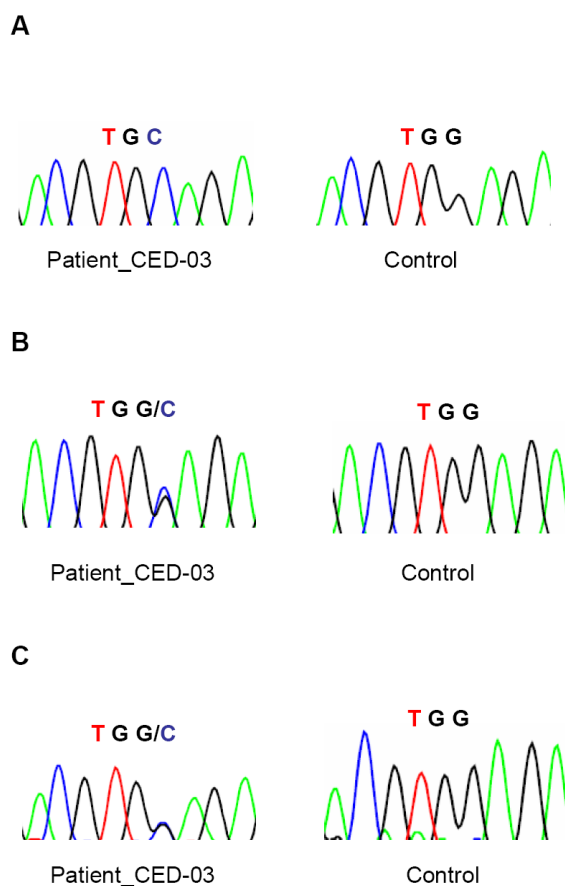 A
T G C
T G G
Patient_CED-03
Control
B
T G G/C
T G G
Patient_CED-03
Control
C
T G G/C
T G G
Patient_CED-03
Control